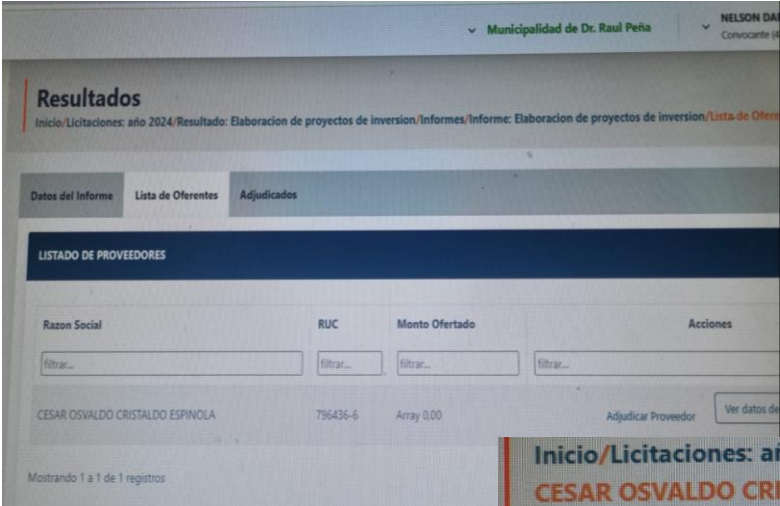 Municipalidad de Dr. Raul Peña
NELSON
Convocante
Resultados
Inicio/Licitaciones: año 2024/Resultado: Elaboracion de proyectos de inversion/Informes/Informe: Elaboracion de proyectos de inversion/Lista de
Datos del Informe Lista de Oferentes Adjudicados
LISTADO DE PROVEEDORES
Razon Social RUC Monto Ofertado Acciones
filtrar... filtrar... filtrar... filtrar...
CESAR OSVALDO CRISTALDO ESPINOLA 796436-6 Array 0.00 Adjudicar Proveedor Ver datos de
Mostrando 1 a 1 de 1 registros
Inicio/Licitaciones:
CESAR OSVALDO